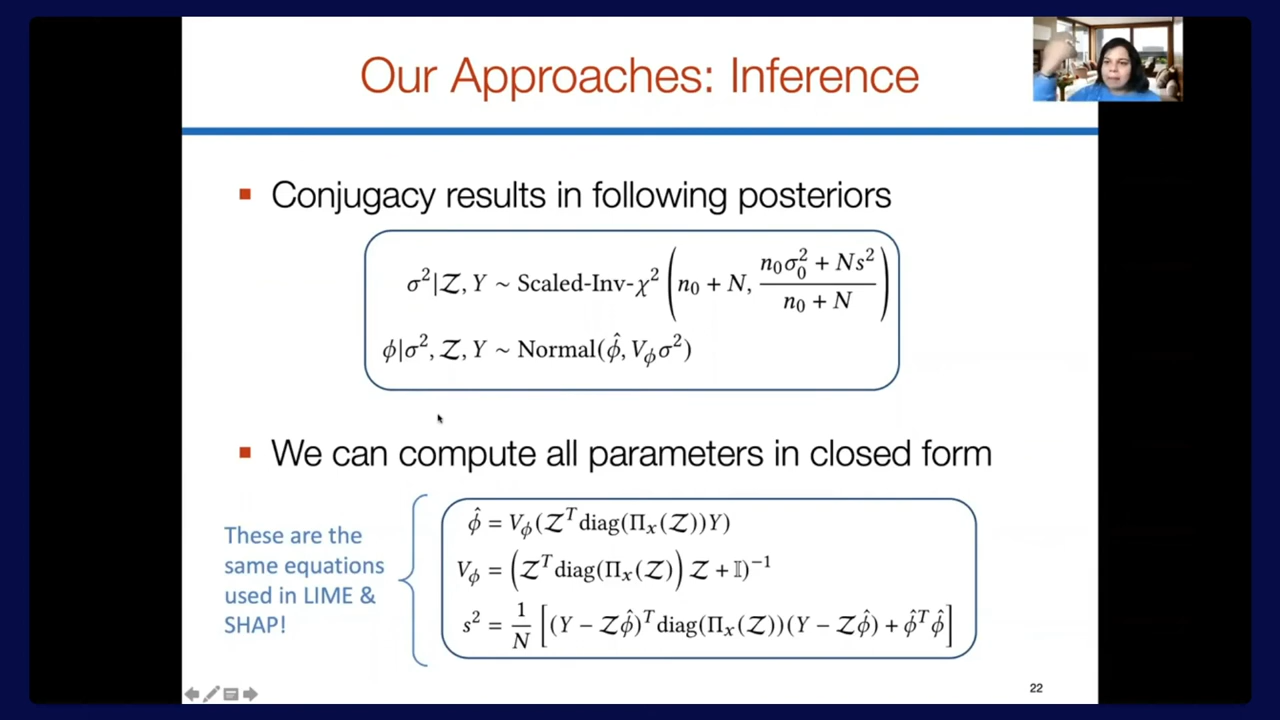 Our Approaches: Inference
▪ Conjugacy results in following posteriors
σ²|𝒵, Y ~ Scaled-Inv-χ² ( n₀ + N, (n₀σ₀² + Ns²) / (n₀ + N) )
ϕ|σ², 𝒵, Y ~ Normal(ϕ̂, V_ϕ σ²)
▪ We can compute all parameters in closed form
These are the
same equations
used in LIME &
SHAP!
ϕ̂ = V_ϕ(𝒵ᵀdiag(Π_x(𝒵))Y)
V_ϕ = (𝒵ᵀdiag(Π_x(𝒵)) 𝒵 + 𝕀)⁻¹
s² = 1/N [(Y − 𝒵ϕ̂)ᵀdiag(Π_x(𝒵))(Y − 𝒵ϕ̂) + ϕ̂ᵀϕ̂]
22